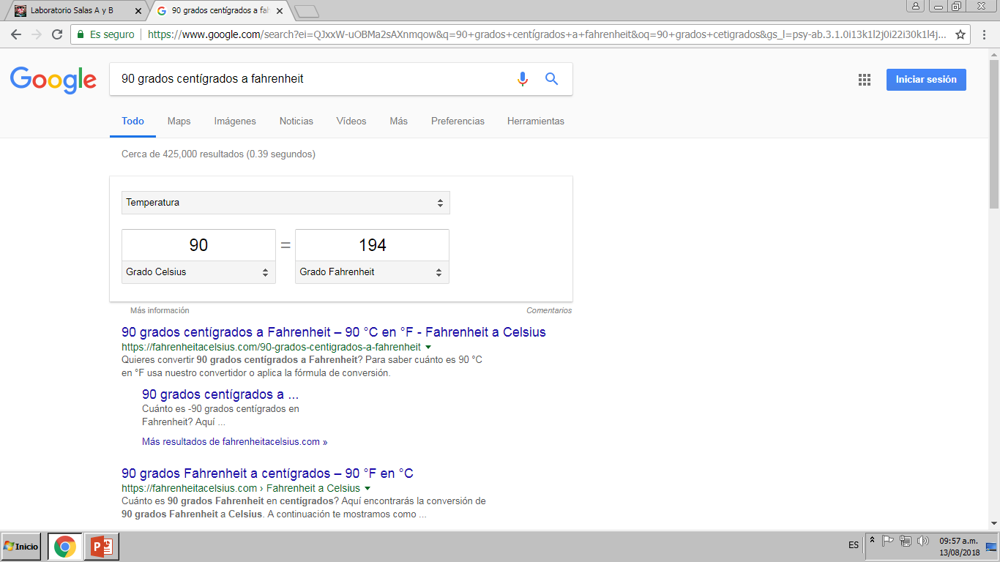 Laboratorio Salas A y B
90 grados centígrados a fah
Es seguro
https://www.google.com/search?ei=QJxxW-uOBMa2sAXnmqow&q=90+grados+centígrados+a+fahrenheit&oq=90+grados+cetigrados&gs_l=psy-ab.3.1.0i13k1l2j0i22i30k1l4j...
Google
90 grados centígrados a fahrenheit
Iniciar sesión
Todo Maps Imágenes Noticias Vídeos Más Preferencias Herramientas
Cerca de 425,000 resultados (0.39 segundos)
Temperatura
90 = 194
Grado Celsius Grado Fahrenheit
Más información Comentarios
90 grados centígrados a Fahrenheit – 90 °C en °F - Fahrenheit a Celsius
https://fahrenheitacelsius.com/90-grados-centigrados-a-fahrenheit
Quieres convertir 90 grados centígrados a Fahrenheit? Para saber cuánto es 90 °C
en °F usa nuestro convertidor o aplica la fórmula de conversión.
90 grados centígrados a ...
Cuánto es -90 grados centígrados en
Fahrenheit? Aquí ...
Más resultados de fahrenheitacelsius.com »
90 grados Fahrenheit a centígrados – 90 °F en °C
https://fahrenheitacelsius.com › Fahrenheit a Celsius
Cuánto es 90 grados Fahrenheit en centígrados? Aquí encontrarás la conversión de
90 grados Fahrenheit a Celsius. A continuación te mostramos como ...
Inicio
ES
09:57 a.m.
13/08/2018